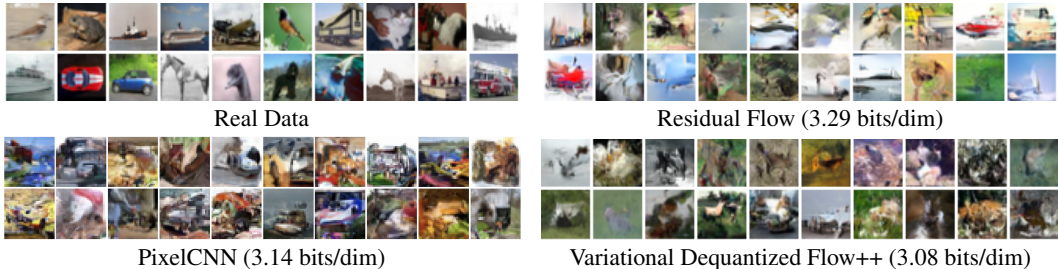 Real Data
Residual Flow (3.29 bits/dim)
PixelCNN (3.14 bits/dim)
Variational Dequantized Flow++ (3.08 bits/dim)